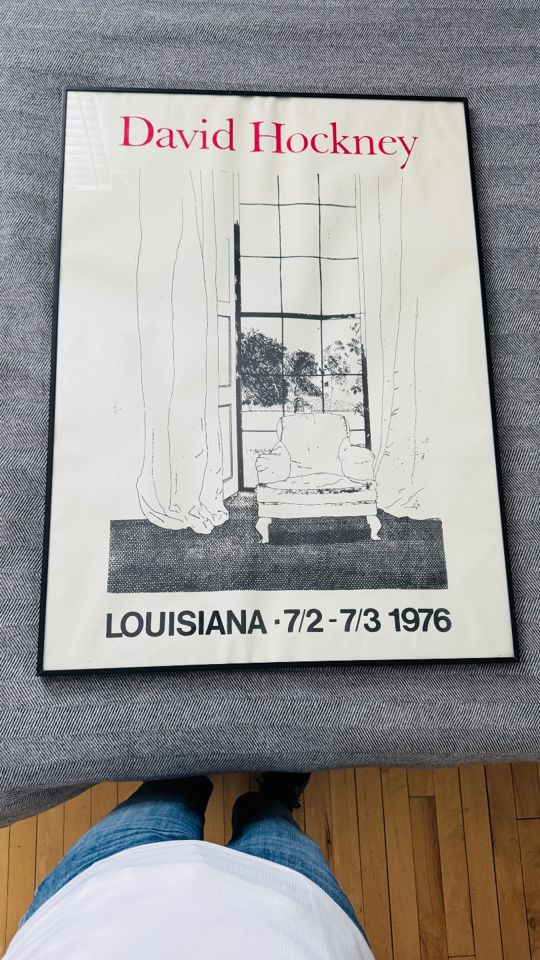 David Hockney
LOUISIANA · 7/2 - 7/3 1976